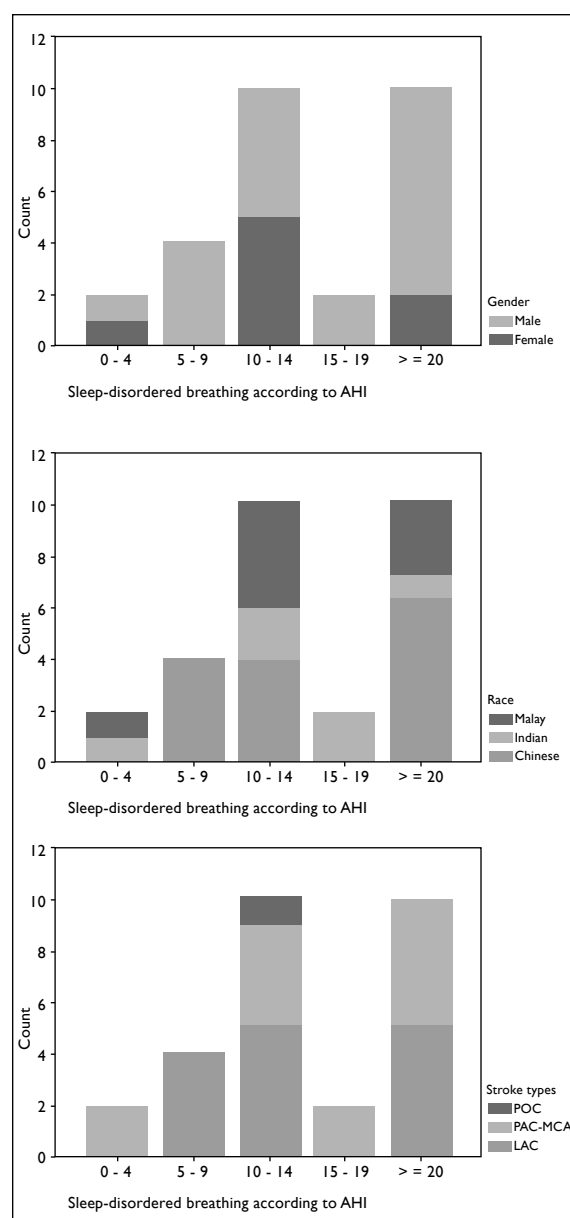 12
10
8
6
4
2
0
Count
0 - 4 5 - 9 10 - 14 15 - 19 > = 20
Sleep-disordered breathing according to AHI
Gender
Male
Female
12
10
8
6
4
2
0
Count
0 - 4 5 - 9 10 - 14 15 - 19 > = 20
Sleep-disordered breathing according to AHI
Race
Malay
Indian
Chinese
12
10
8
6
4
2
0
Count
0 - 4 5 - 9 10 - 14 15 - 19 > = 20
Sleep-disordered breathing according to AHI
Stroke types
POC
PAC-MCA
LAC